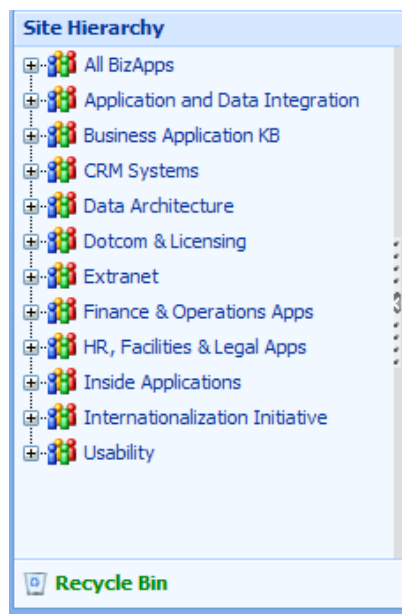 Site Hierarchy
All BizApps
Application and Data Integration
Business Application KB
CRM Systems
Data Architecture
Dotcom & Licensing
Extranet
Finance & Operations Apps
HR, Facilities & Legal Apps
Inside Applications
Internationalization Initiative
Usability
Recycle Bin